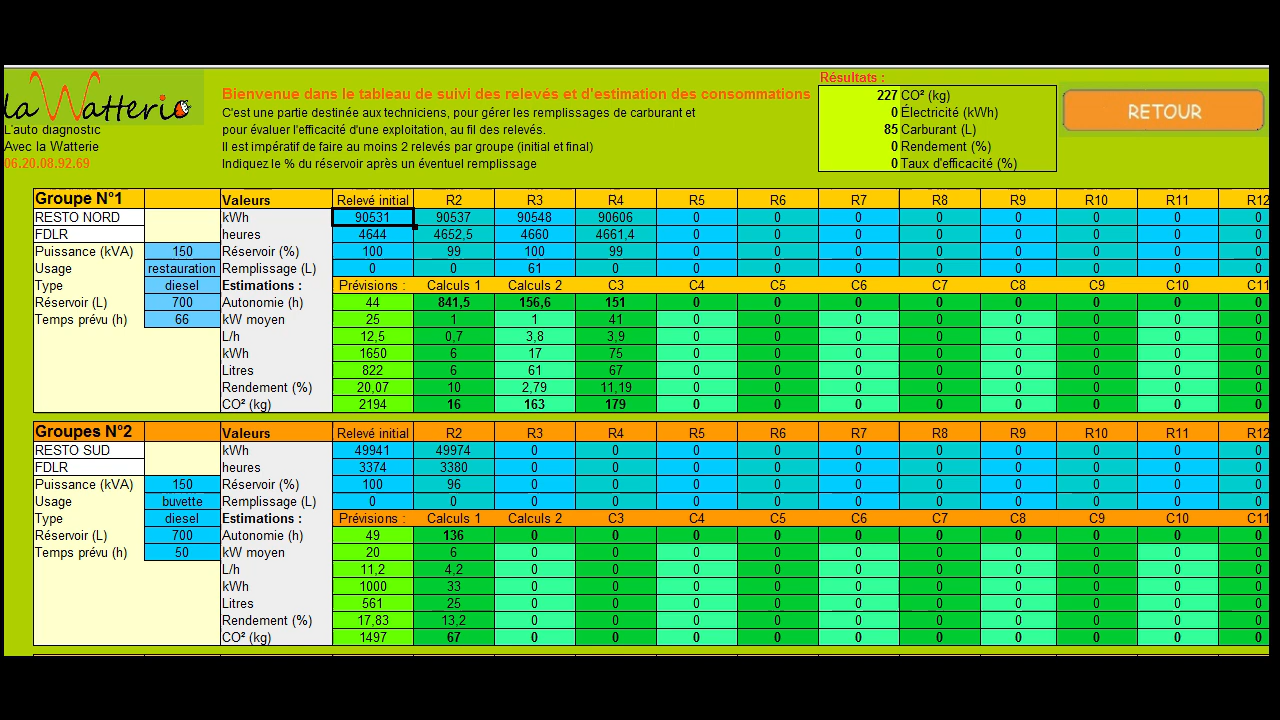 la Watterie
L'auto diagnostic
Avec la Watterie
06.20.08.92.69
Bienvenue dans le tableau de suivi des relevés et d'estimation des consommations
C'est une partie destinée aux techniciens, pour gérer les remplissages de carburant et
pour évaluer l'efficacité d'une exploitation, au fil des relevés.
Il est impératif de faire au moins 2 relevés par groupe (initial et final)
Indiquez le % du réservoir après un éventuel remplissage
Résultats :
227 CO² (kg)
0 Électricité (kWh)
85 Carburant (L)
0 Rendement (%)
0 Taux d'efficacité (%)
RETOUR
Groupe N°1 Valeurs Relevé initial R2 R3 R4 R5 R6 R7 R8 R9 R10 R11 R12
RESTO NORD kWh 90531 90537 90548 90606 0 0 0 0 0 0 0 0
FDLR heures 4644 4652,5 4660 4661,4 0 0 0 0 0 0 0 0
Puissance (kVA) 150 Réservoir (%) 100 99 100 99 0 0 0 0 0 0 0 0
Usage restauration Remplissage (L) 0 0 61 0 0 0 0 0 0 0 0 0
Type diesel Estimations : Prévisions : Calculs 1 Calculs 2 C3 C4 C5 C6 C7 C8 C9 C10 C11
Réservoir (L) 700 Autonomie (h) 44 841,5 156,6 151 0 0 0 0 0 0 0 0
Temps prévu (h) 66 kW moyen 25 1 1 41 0 0 0 0 0 0 0 0
L/h 12,5 0,7 3,8 3,9 0 0 0 0 0 0 0 0
kWh 1650 6 17 75 0 0 0 0 0 0 0 0
Litres 822 6 61 67 0 0 0 0 0 0 0 0
Rendement (%) 20,07 10 2,79 11,19 0 0 0 0 0 0 0 0
CO² (kg) 2194 16 163 179 0 0 0 0 0 0 0 0
Groupes N°2 Valeurs Relevé initial R2 R3 R4 R5 R6 R7 R8 R9 R10 R11 R12
RESTO SUD kWh 49941 49974 0 0 0 0 0 0 0 0 0 0
FDLR heures 3374 3380 0 0 0 0 0 0 0 0 0 0
Puissance (kVA) 150 Réservoir (%) 100 96 0 0 0 0 0 0 0 0 0 0
Usage buvette Remplissage (L) 0 0 0 0 0 0 0 0 0 0 0 0
Type diesel Estimations : Prévisions : Calculs 1 Calculs 2 C3 C4 C5 C6 C7 C8 C9 C10 C11
Réservoir (L) 700 Autonomie (h) 49 136 0 0 0 0 0 0 0 0 0 0
Temps prévu (h) 50 kW moyen 20 6 0 0 0 0 0 0 0 0 0 0
L/h 11,2 4,2 0 0 0 0 0 0 0 0 0 0
kWh 1000 33 0 0 0 0 0 0 0 0 0 0
Litres 561 25 0 0 0 0 0 0 0 0 0 0
Rendement (%) 17,83 13,2 0 0 0 0 0 0 0 0 0 0
CO² (kg) 1497 67 0 0 0 0 0 0 0 0 0 0